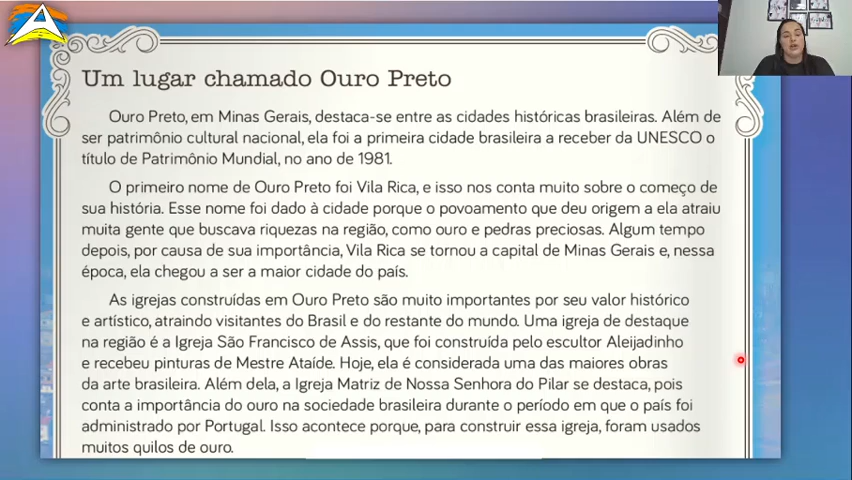 Um lugar chamado Ouro Preto
Ouro Preto, em Minas Gerais, destaca-se entre as cidades históricas brasileiras. Além de
ser patrimônio cultural nacional, ela foi a primeira cidade brasileira a receber da UNESCO o
título de Patrimônio Mundial, no ano de 1981.
O primeiro nome de Ouro Preto foi Vila Rica, e isso nos conta muito sobre o começo de
sua história. Esse nome foi dado à cidade porque o povoamento que deu origem a ela atraiu
muita gente que buscava riquezas na região, como ouro e pedras preciosas. Algum tempo
depois, por causa de sua importância, Vila Rica se tornou a capital de Minas Gerais e, nessa
época, ela chegou a ser a maior cidade do país.
As igrejas construídas em Ouro Preto são muito importantes por seu valor histórico
e artístico, atraindo visitantes do Brasil e do restante do mundo. Uma igreja de destaque
na região é a Igreja São Francisco de Assis, que foi construída pelo escultor Aleijadinho
e recebeu pinturas de Mestre Ataíde. Hoje, ela é considerada uma das maiores obras
da arte brasileira. Além dela, a Igreja Matriz de Nossa Senhora do Pilar se destaca, pois
conta a importância do ouro na sociedade brasileira durante o período em que o país foi
administrado por Portugal. Isso acontece porque, para construir essa igreja, foram usados
muitos quilos de ouro.